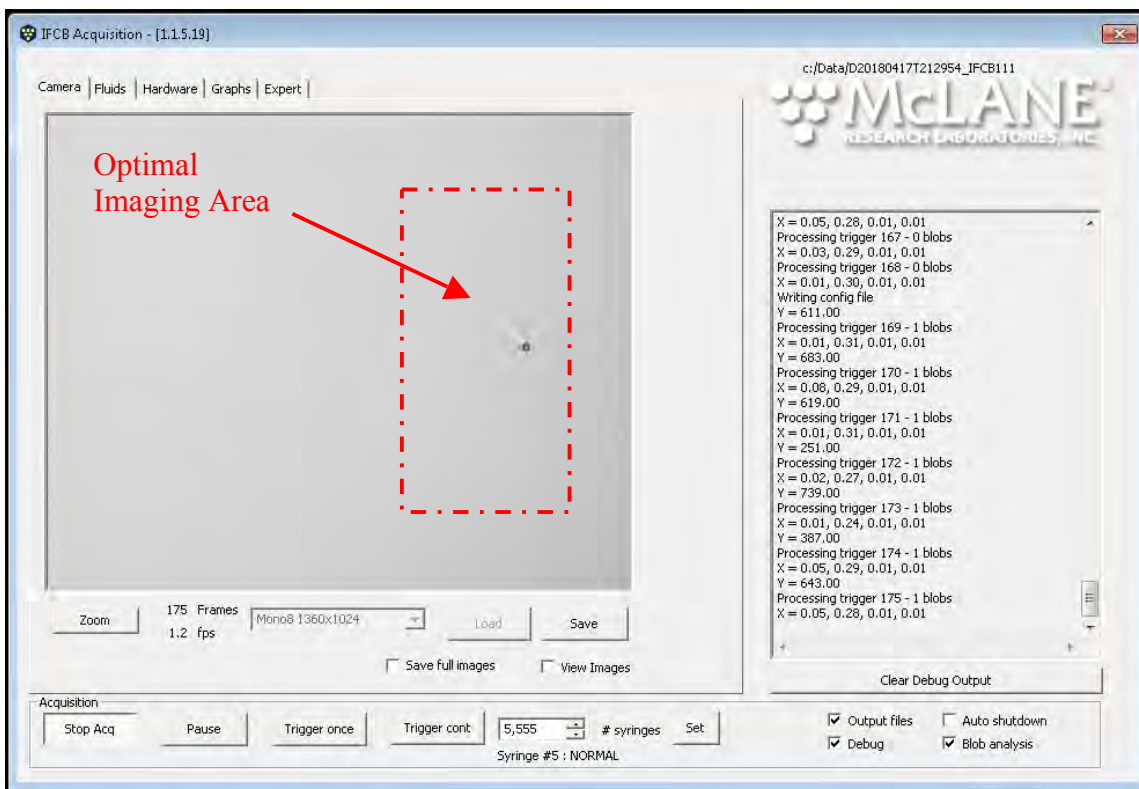 IFCB Acquisition - [1.1.5.19]
c:/Data/D20180417T212954_IFCB111
McLANE
RESEARCH LABORATORIES, INC.
Camera Fluids Hardware Graphs Expert
Optimal
Imaging Area
X = 0.05, 0.28, 0.01, 0.01
Processing trigger 167 - 0 blobs
X = 0.03, 0.29, 0.01, 0.01
Processing trigger 168 - 0 blobs
X = 0.01, 0.30, 0.01, 0.01
Writing config file
Y = 611.00
Processing trigger 169 - 1 blobs
X = 0.01, 0.31, 0.01, 0.01
Y = 683.00
Processing trigger 170 - 1 blobs
X = 0.08, 0.29, 0.01, 0.01
Y = 619.00
Processing trigger 171 - 1 blobs
X = 0.01, 0.31, 0.01, 0.01
Y = 251.00
Processing trigger 172 - 1 blobs
X = 0.02, 0.27, 0.01, 0.01
Y = 739.00
Processing trigger 173 - 1 blobs
X = 0.01, 0.24, 0.01, 0.01
Y = 387.00
Processing trigger 174 - 1 blobs
X = 0.05, 0.29, 0.01, 0.01
Y = 643.00
Processing trigger 175 - 1 blobs
X = 0.05, 0.28, 0.01, 0.01
Clear Debug Output
Zoom
175 Frames
1.2 fps
Mono8 1360x1024
Load
Save
Save full images
View Images
Acquisition
Stop Acq
Pause
Trigger once
Trigger cont
5,555
# syringes
Set
Syringe #5 : NORMAL
Output files
Auto shutdown
Debug
Blob analysis